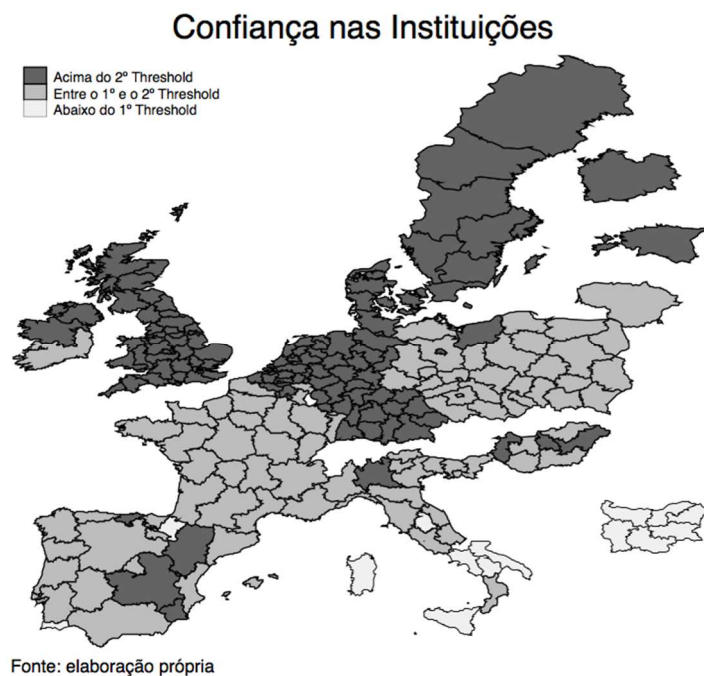 Confiança nas Instituições
Acima do 2º Threshold
Entre o 1º e o 2º Threshold
Abaixo do 1º Threshold
Fonte: elaboração própria